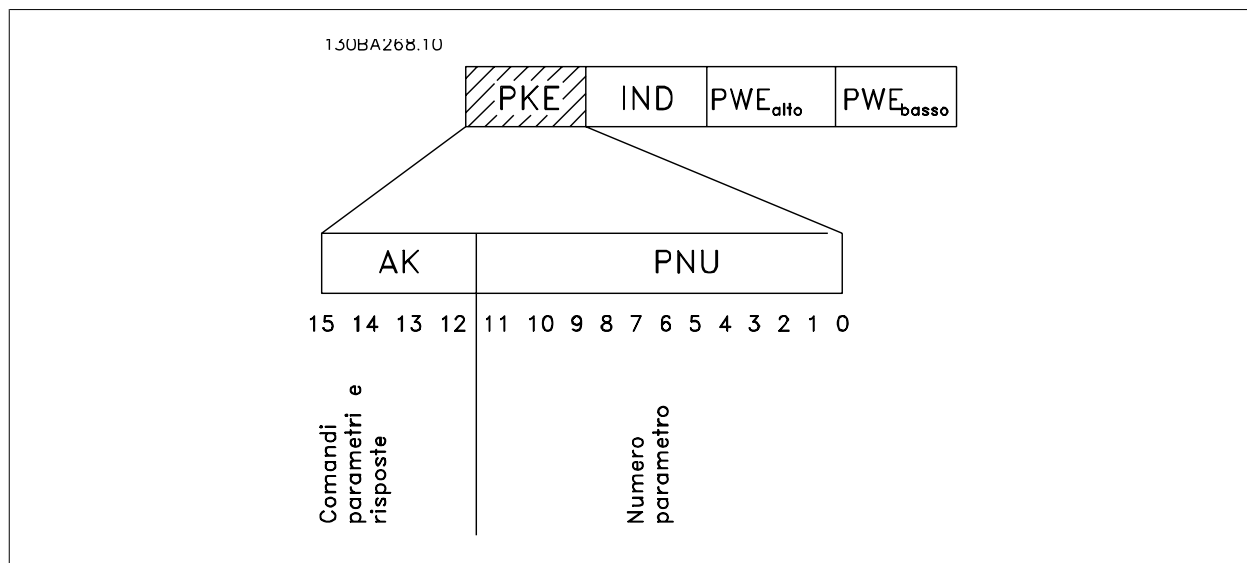 130BA268.10
PKE IND PWEalto PWEbasso
AK PNU
15 14 13 12 11 10 9 8 7 6 5 4 3 2 1 0
Comandi
parametri e
risposte
Numero
parametro